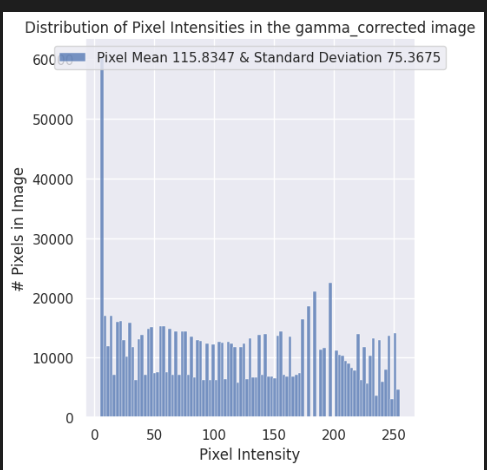 Distribution of Pixel Intensities in the gamma_corrected image
Pixel Mean 115.8347 & Standard Deviation 75.3675
60000
50000
40000
30000
20000
10000
0
# Pixels in Image
0 50 100 150 200 250
Pixel Intensity